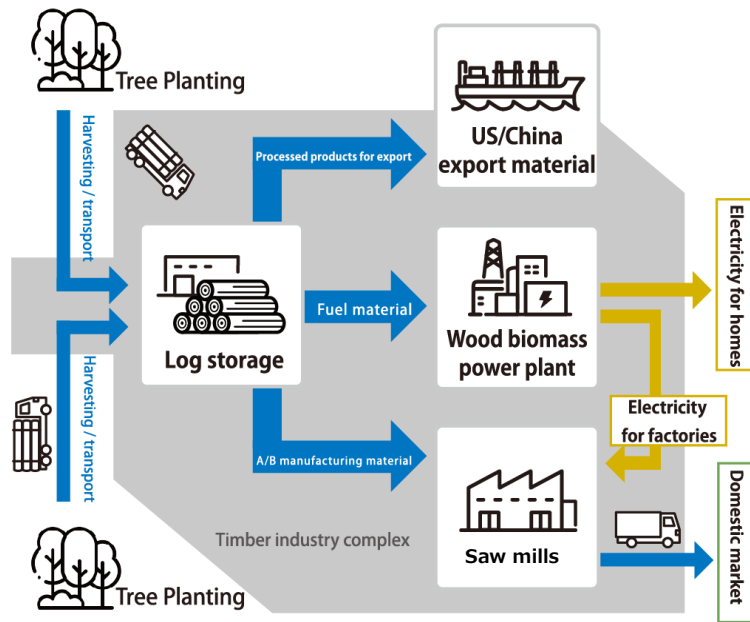 Tree Planting
Harvesting / transport
Processed products for export
US/China
export material
Log storage
Fuel material
Wood biomass
power plant
Electricity for homes
Electricity
for factories
Harvesting / transport
A/B manufacturing material
Timber industry complex
Saw mills
Domestic market
Tree Planting